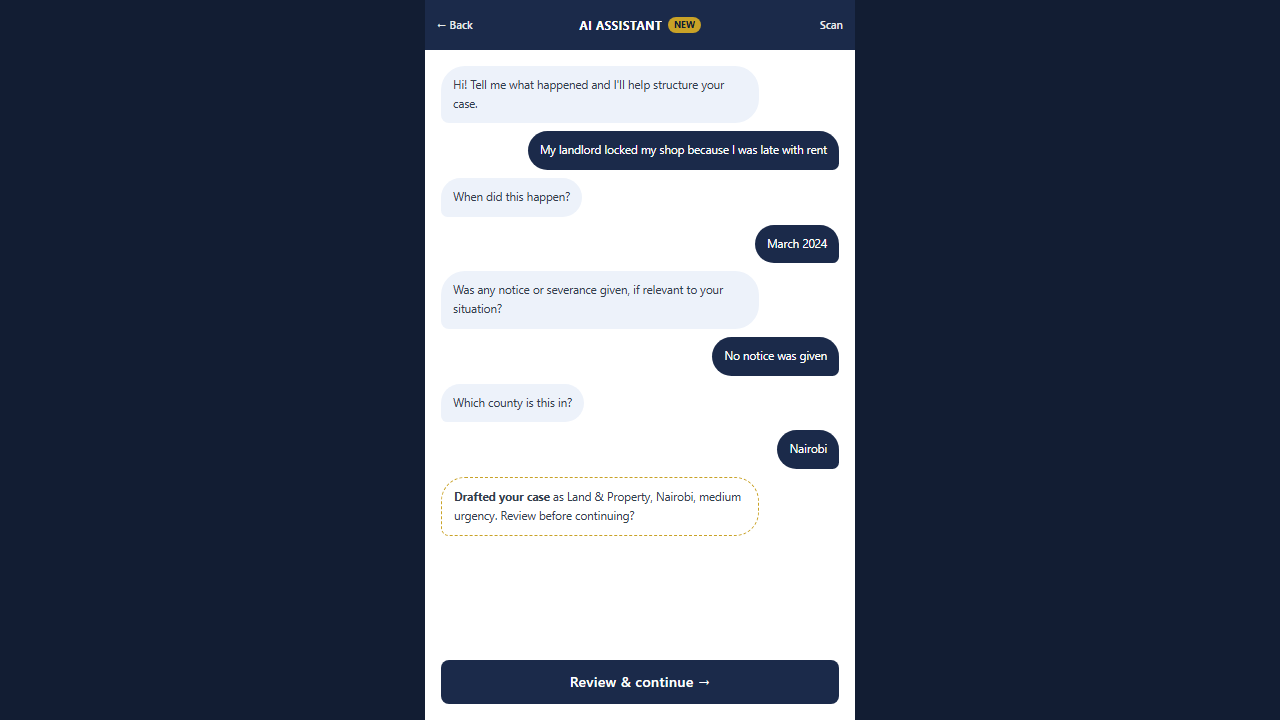 ← Back
AI ASSISTANT NEW
Scan
Hi! Tell me what happened and I'll help structure your
case.
My landlord locked my shop because I was late with rent
When did this happen?
March 2024
Was any notice or severance given, if relevant to your
situation?
No notice was given
Which county is this in?
Nairobi
Drafted your case as Land & Property, Nairobi, medium
urgency. Review before continuing?
Review & continue →